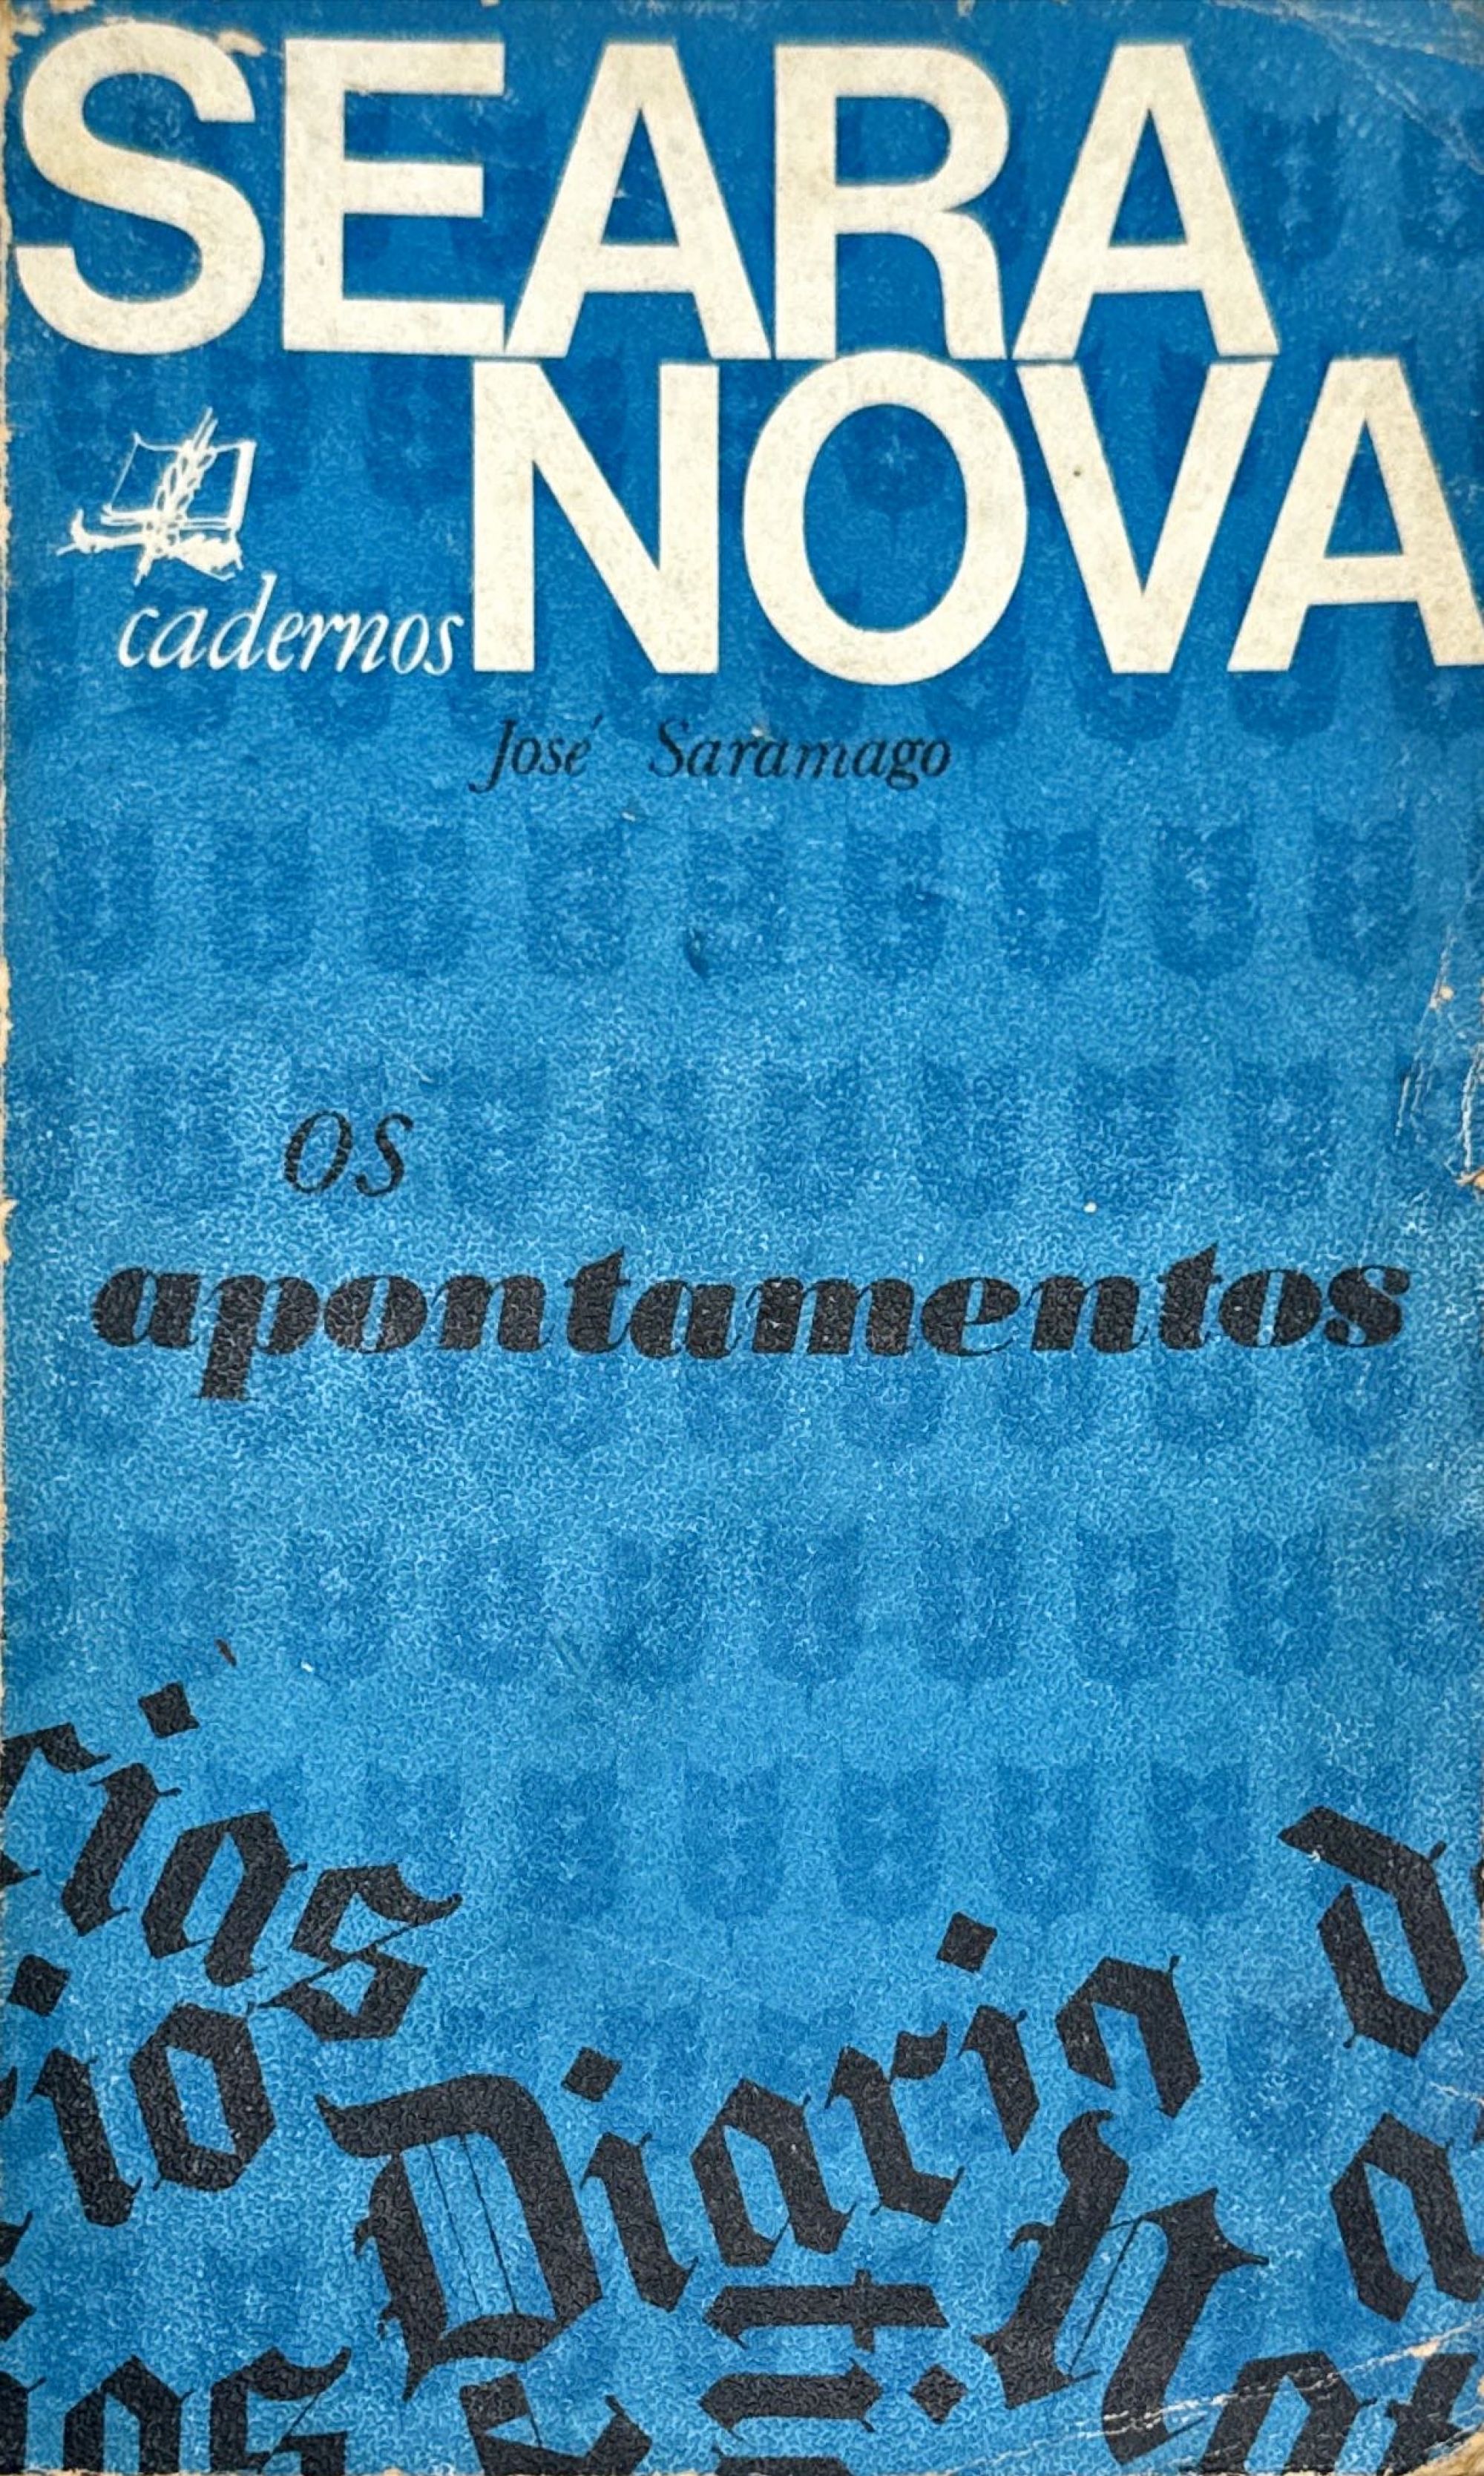 SEARA
NOVA
cadernos
José Saramago
os
apontamentos
Diario